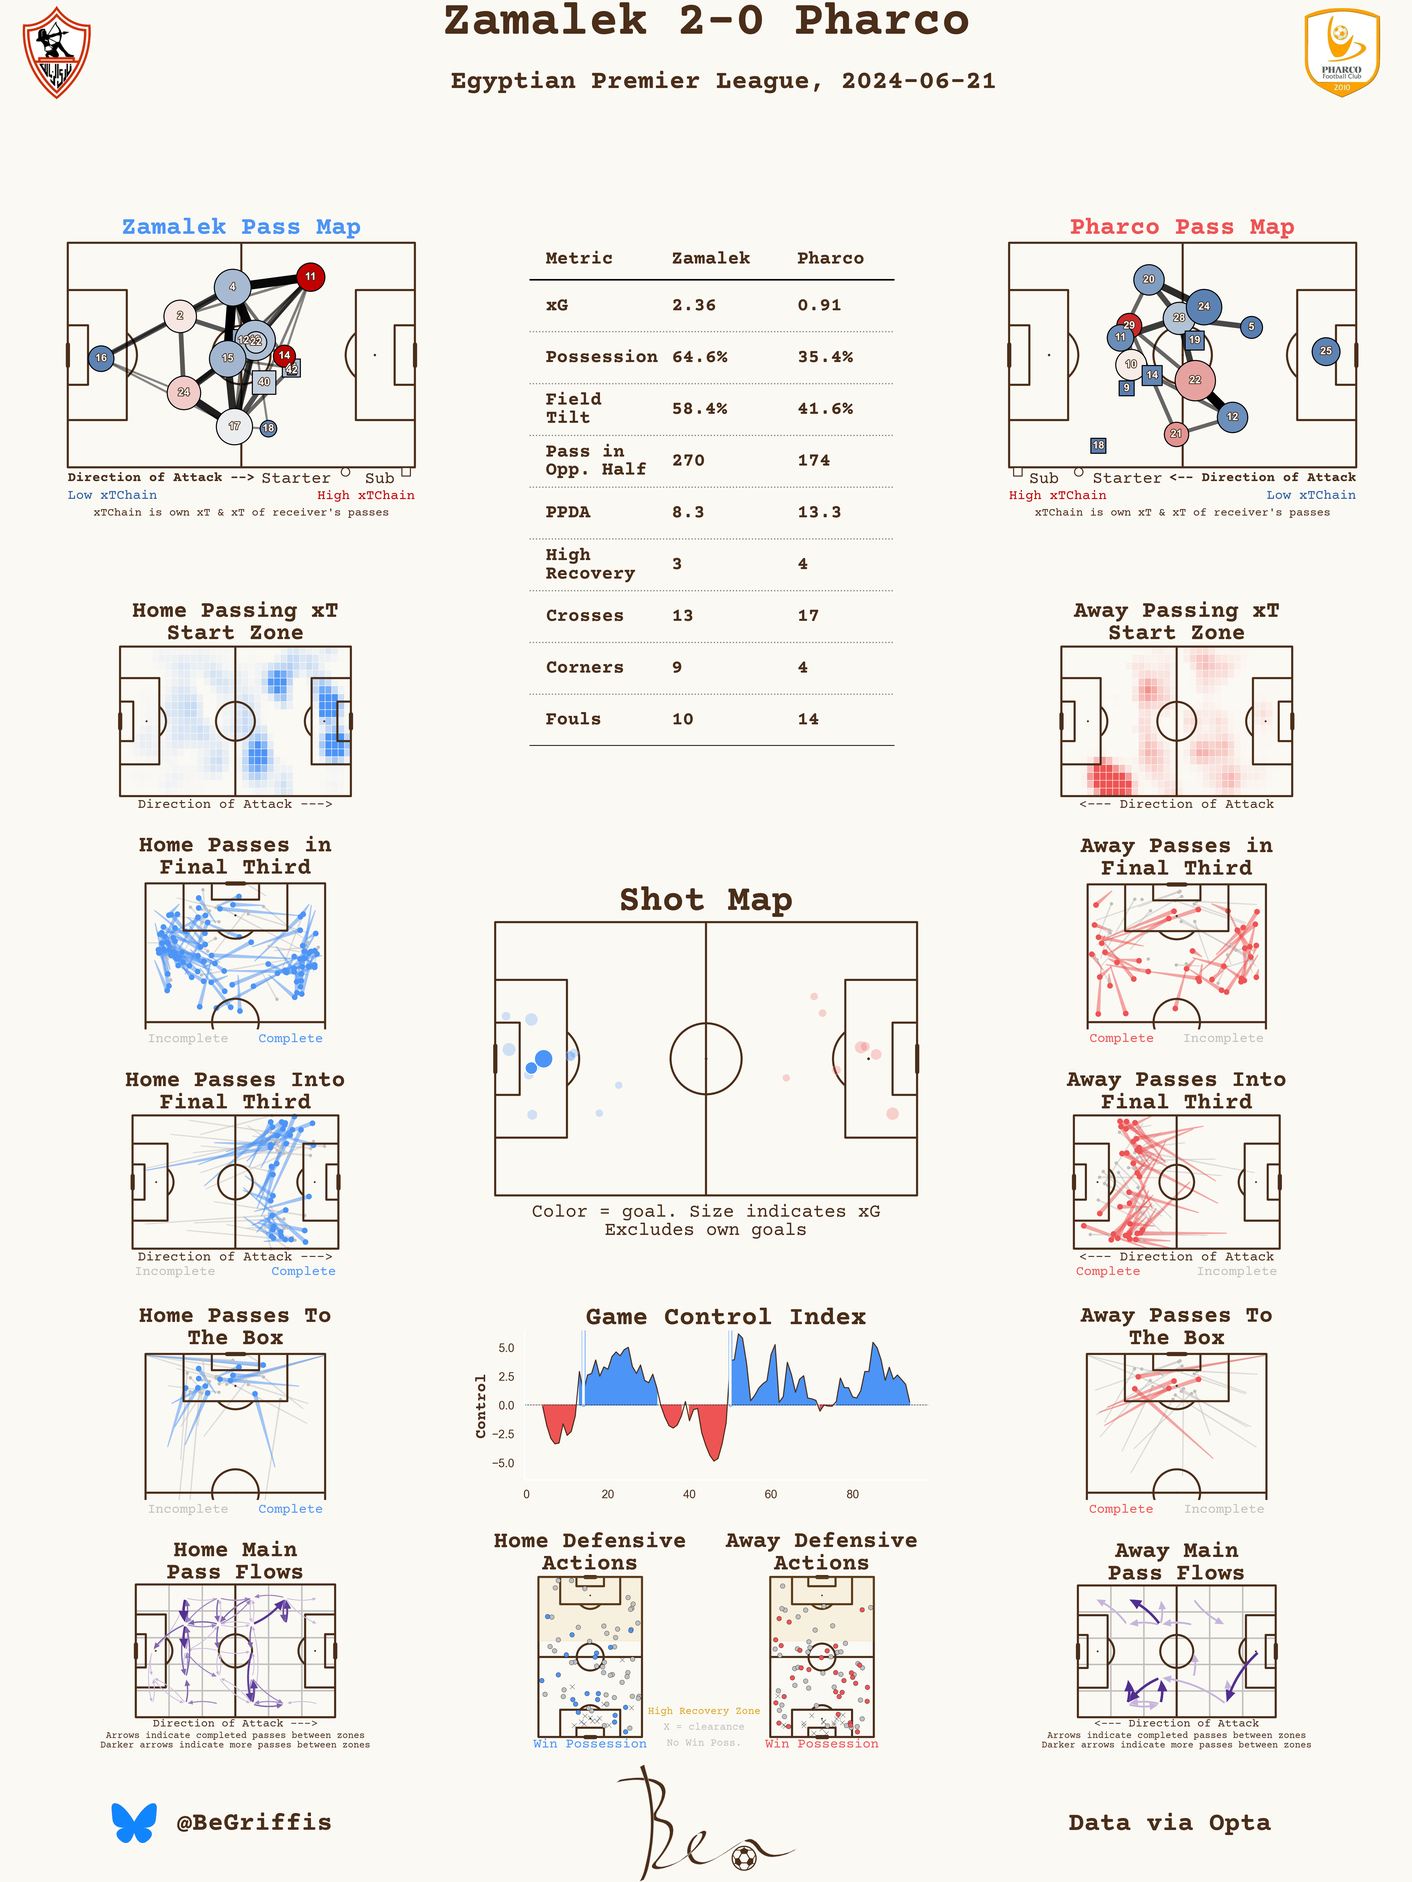 Zamalek 2-0 Pharco
Egyptian Premier League, 2024-06-21
الزمالك
PHARCO
Football Club
2010
Zamalek Pass Map
11
4
2
12
22
16
15
14
42
40
24
17
18
Direction of Attack --> Starter Sub
Low xTChain High xTChain
xTChain is own xT & xT of receiver's passes
Metric Zamalek Pharco
xG 2.36 0.91
Possession 64.6% 35.4%
Field
Tilt 58.4% 41.6%
Pass in
Opp. Half 270 174
PPDA 8.3 13.3
High
Recovery 3 4
Crosses 13 17
Corners 9 4
Fouls 10 14
Pharco Pass Map
20
24
28
29
5
11
19
25
10
14
22
9
12
21
18
Sub Starter <-- Direction of Attack
High xTChain Low xTChain
xTChain is own xT & xT of receiver's passes
Home Passing xT
Start Zone
Direction of Attack --->
Away Passing xT
Start Zone
<--- Direction of Attack
Home Passes in
Final Third
Incomplete Complete
Away Passes in
Final Third
Complete Incomplete
Shot Map
Color = goal. Size indicates xG
Excludes own goals
Home Passes Into
Final Third
Direction of Attack --->
Incomplete Complete
Away Passes Into
Final Third
<--- Direction of Attack
Complete Incomplete
Home Passes To
The Box
Incomplete Complete
Game Control Index
Control
5.0
2.5
0.0
−2.5
−5.0
0 20 40 60 80
Away Passes To
The Box
Complete Incomplete
Home Main
Pass Flows
Direction of Attack --->
Arrows indicate completed passes between zones
Darker arrows indicate more passes between zones
Home Defensive
Actions
Win Possession
High Recovery Zone
X = clearance
No Win Poss.
Away Defensive
Actions
Win Possession
Away Main
Pass Flows
<--- Direction of Attack
Arrows indicate completed passes between zones
Darker arrows indicate more passes between zones
@BeGriffis
Ben
Data via Opta